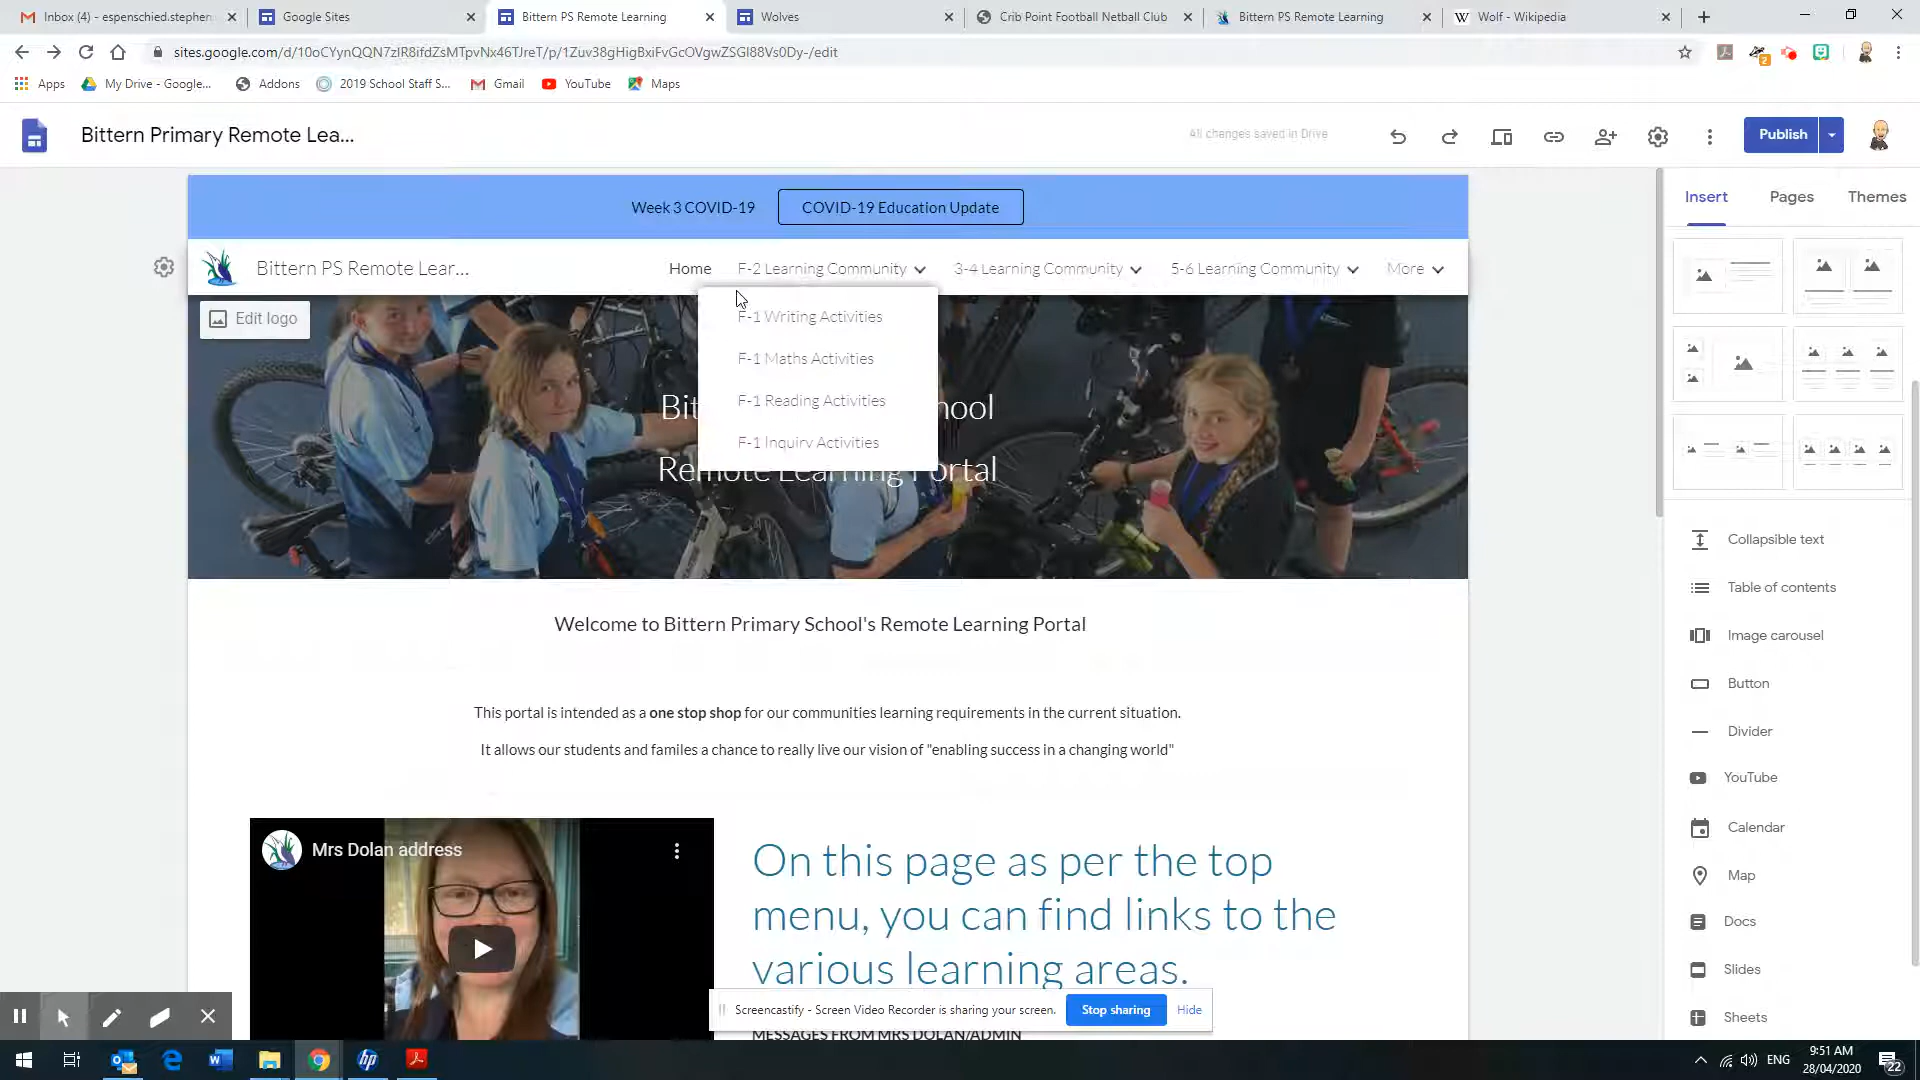 Inbox (4) - espenschied.stephen
Google Sites
Bittern PS Remote Learning
Wolves
Crib Point Football Netball Club
Bittern PS Remote Learning
Wolf - Wikipedia
Apps
My Drive - Google...
Addons
2019 School Staff S...
Gmail
YouTube
Maps
Bittern Primary Remote Lea...
All changes saved in Drive
Publish
Week 3 COVID-19
COVID-19 Education Update
Bittern PS Remote Lear...
Home
F-2 Learning Community
3-4 Learning Community
5-6 Learning Community
More
Edit logo
F-1 Writing Activities
F-1 Maths Activities
F-1 Reading Activities
F-1 Inquiry Activities
Remote Learning Portal
Welcome to Bittern Primary School's Remote Learning Portal
This portal is intended as a one stop shop for our communities learning requirements in the current situation.
It allows our students and familes a chance to really live our vision of "enabling success in a changing world"
Mrs Dolan address
On this page as per the top
menu, you can find links to the
various learning areas.
MESSAGES FROM MRS DOLAN/ADMIN
Screencastify - Screen Video Recorder is sharing your screen.
Stop sharing
Hide
Insert
Pages
Themes
Collapsible text
Table of contents
Image carousel
Button
Divider
YouTube
Calendar
Map
Docs
Slides
Sheets
ENG
9:51 AM
28/04/2020
22